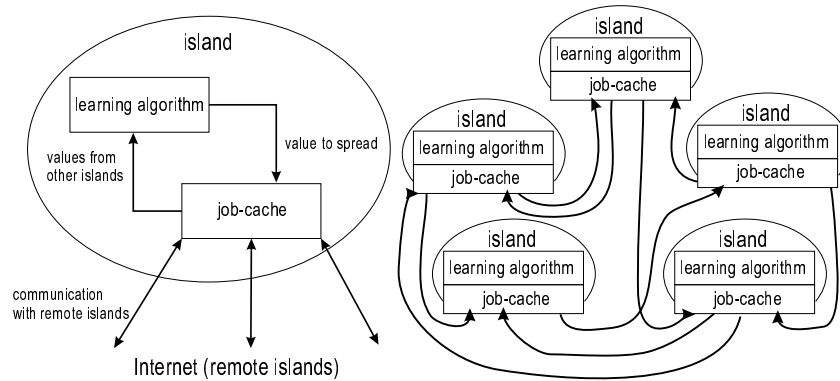 island
learning algorithm
values from
other islands
value to spread
job-cache
communication
with remote islands
Internet (remote islands)
island
learning algorithm
job-cache
island
learning algorithm
job-cache
island
learning algorithm
job-cache
island
learning algorithm
job-cache
island
learning algorithm
job-cache